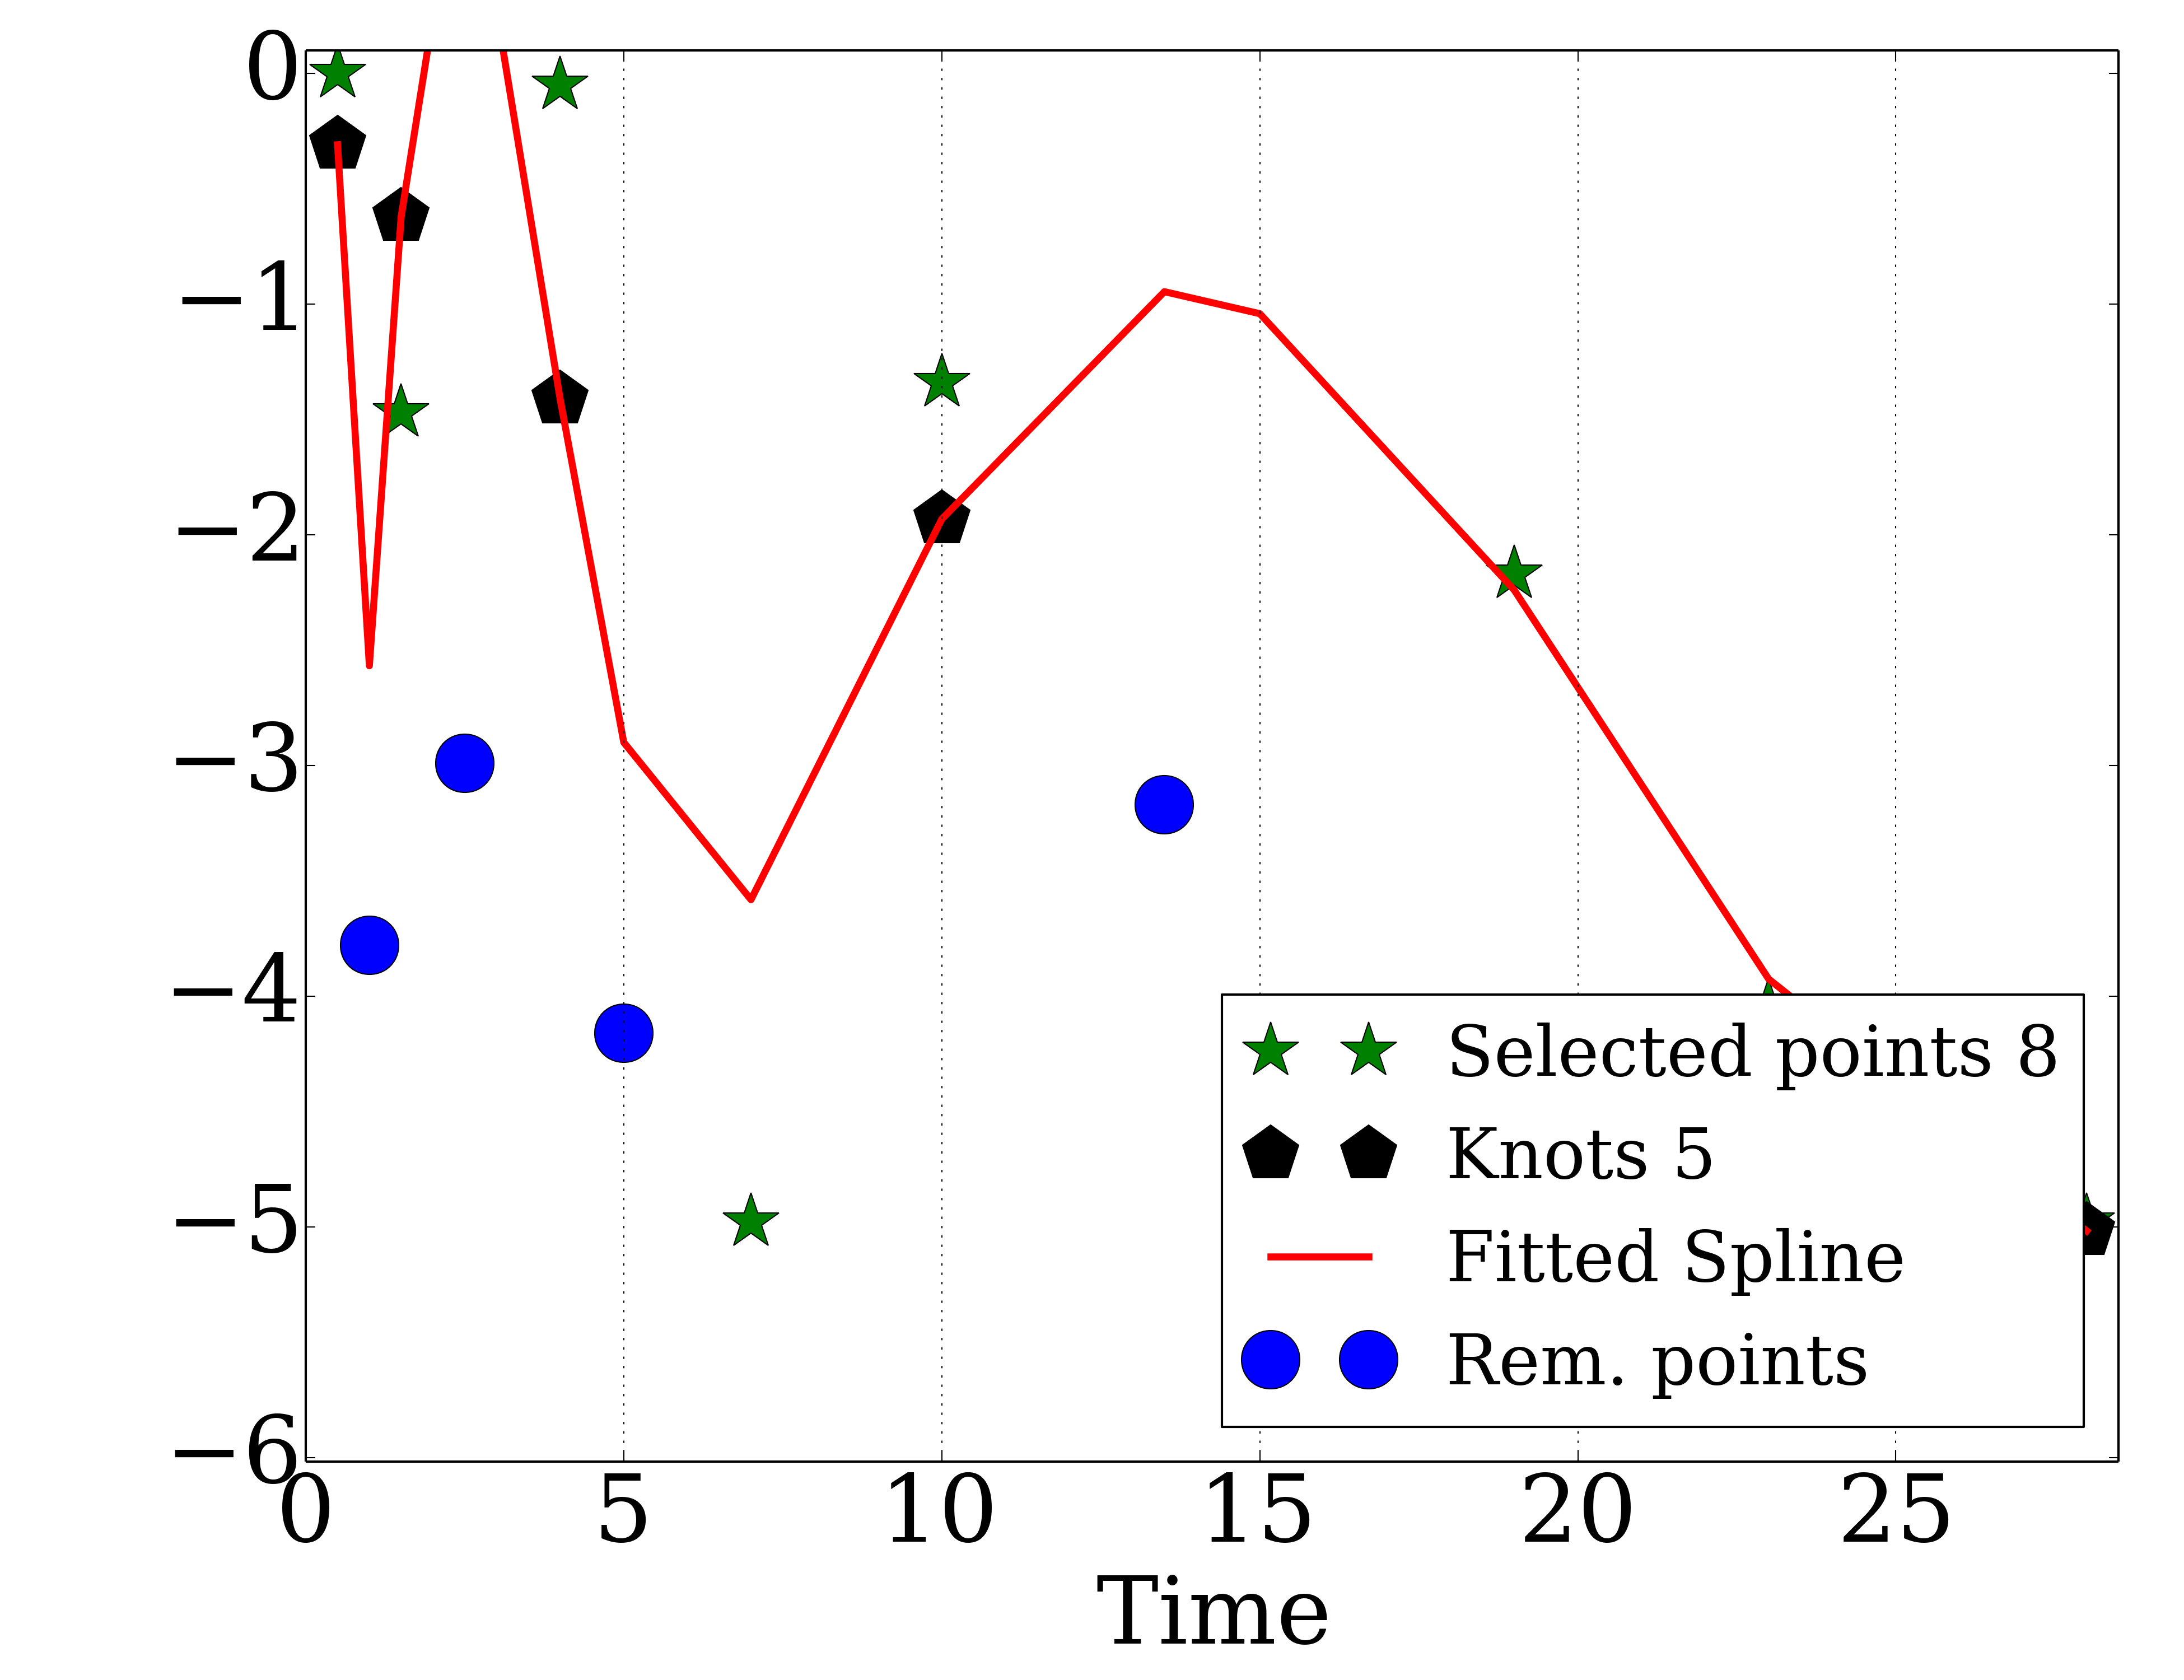 0
−1
−2
−3
−4
−5
−6
Selected points 8
Knots 5
Fitted Spline
Rem. points
0 5 10 15 20 25
Time